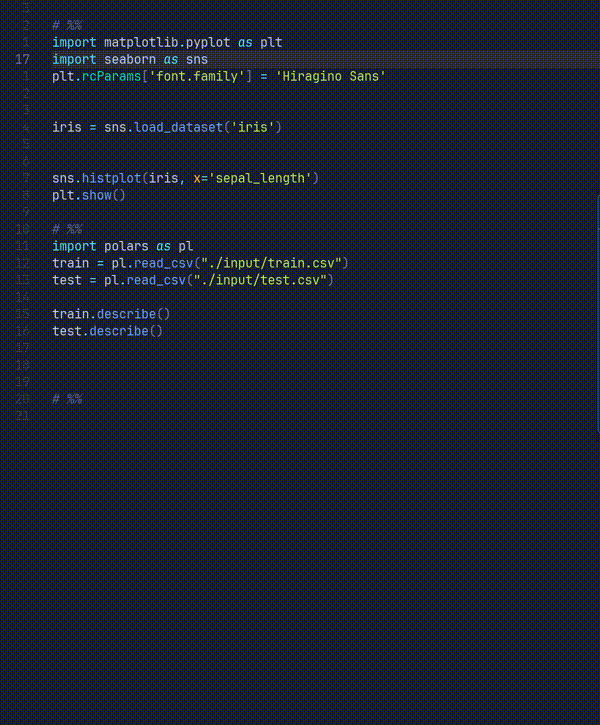 3
2 # %%
1 import matplotlib.pyplot as plt
17 import seaborn as sns
1 plt.rcParams['font.family'] = 'Hiragino Sans'
2
3
4 iris = sns.load_dataset('iris')
5
6
7 sns.histplot(iris, x='sepal_length')
8 plt.show()
9
10 # %%
11 import polars as pl
12 train = pl.read_csv("./input/train.csv")
13 test = pl.read_csv("./input/test.csv")
14
15 train.describe()
16 test.describe()
17
18
19
20 # %%
21